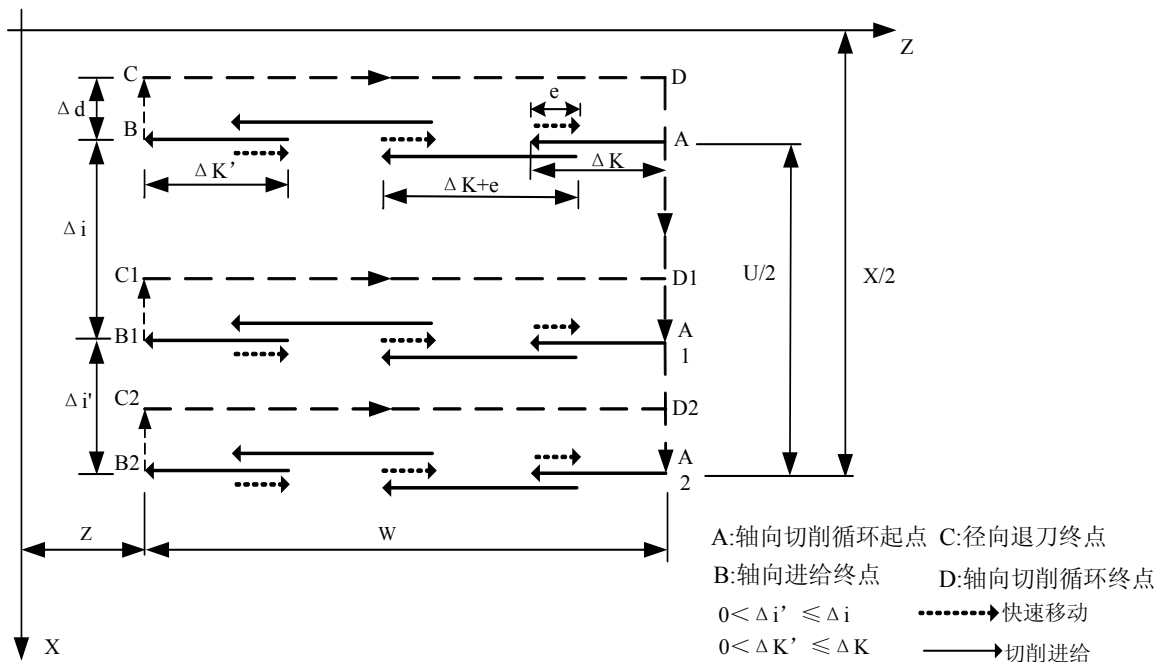 Z
C
D
Δd
e
B
A
ΔK
ΔK’
ΔK+e
Δi
C1
D1
U/2
X/2
B1
A
1
Δi'
C2
D2
B2
A
2
Z
W
A:轴向切削循环起点 C:径向退刀终点
B:轴向进给终点 D:轴向切削循环终点
0＜Δi’≤Δi 快速移动
0＜ΔK’≤ΔK 切削进给
X